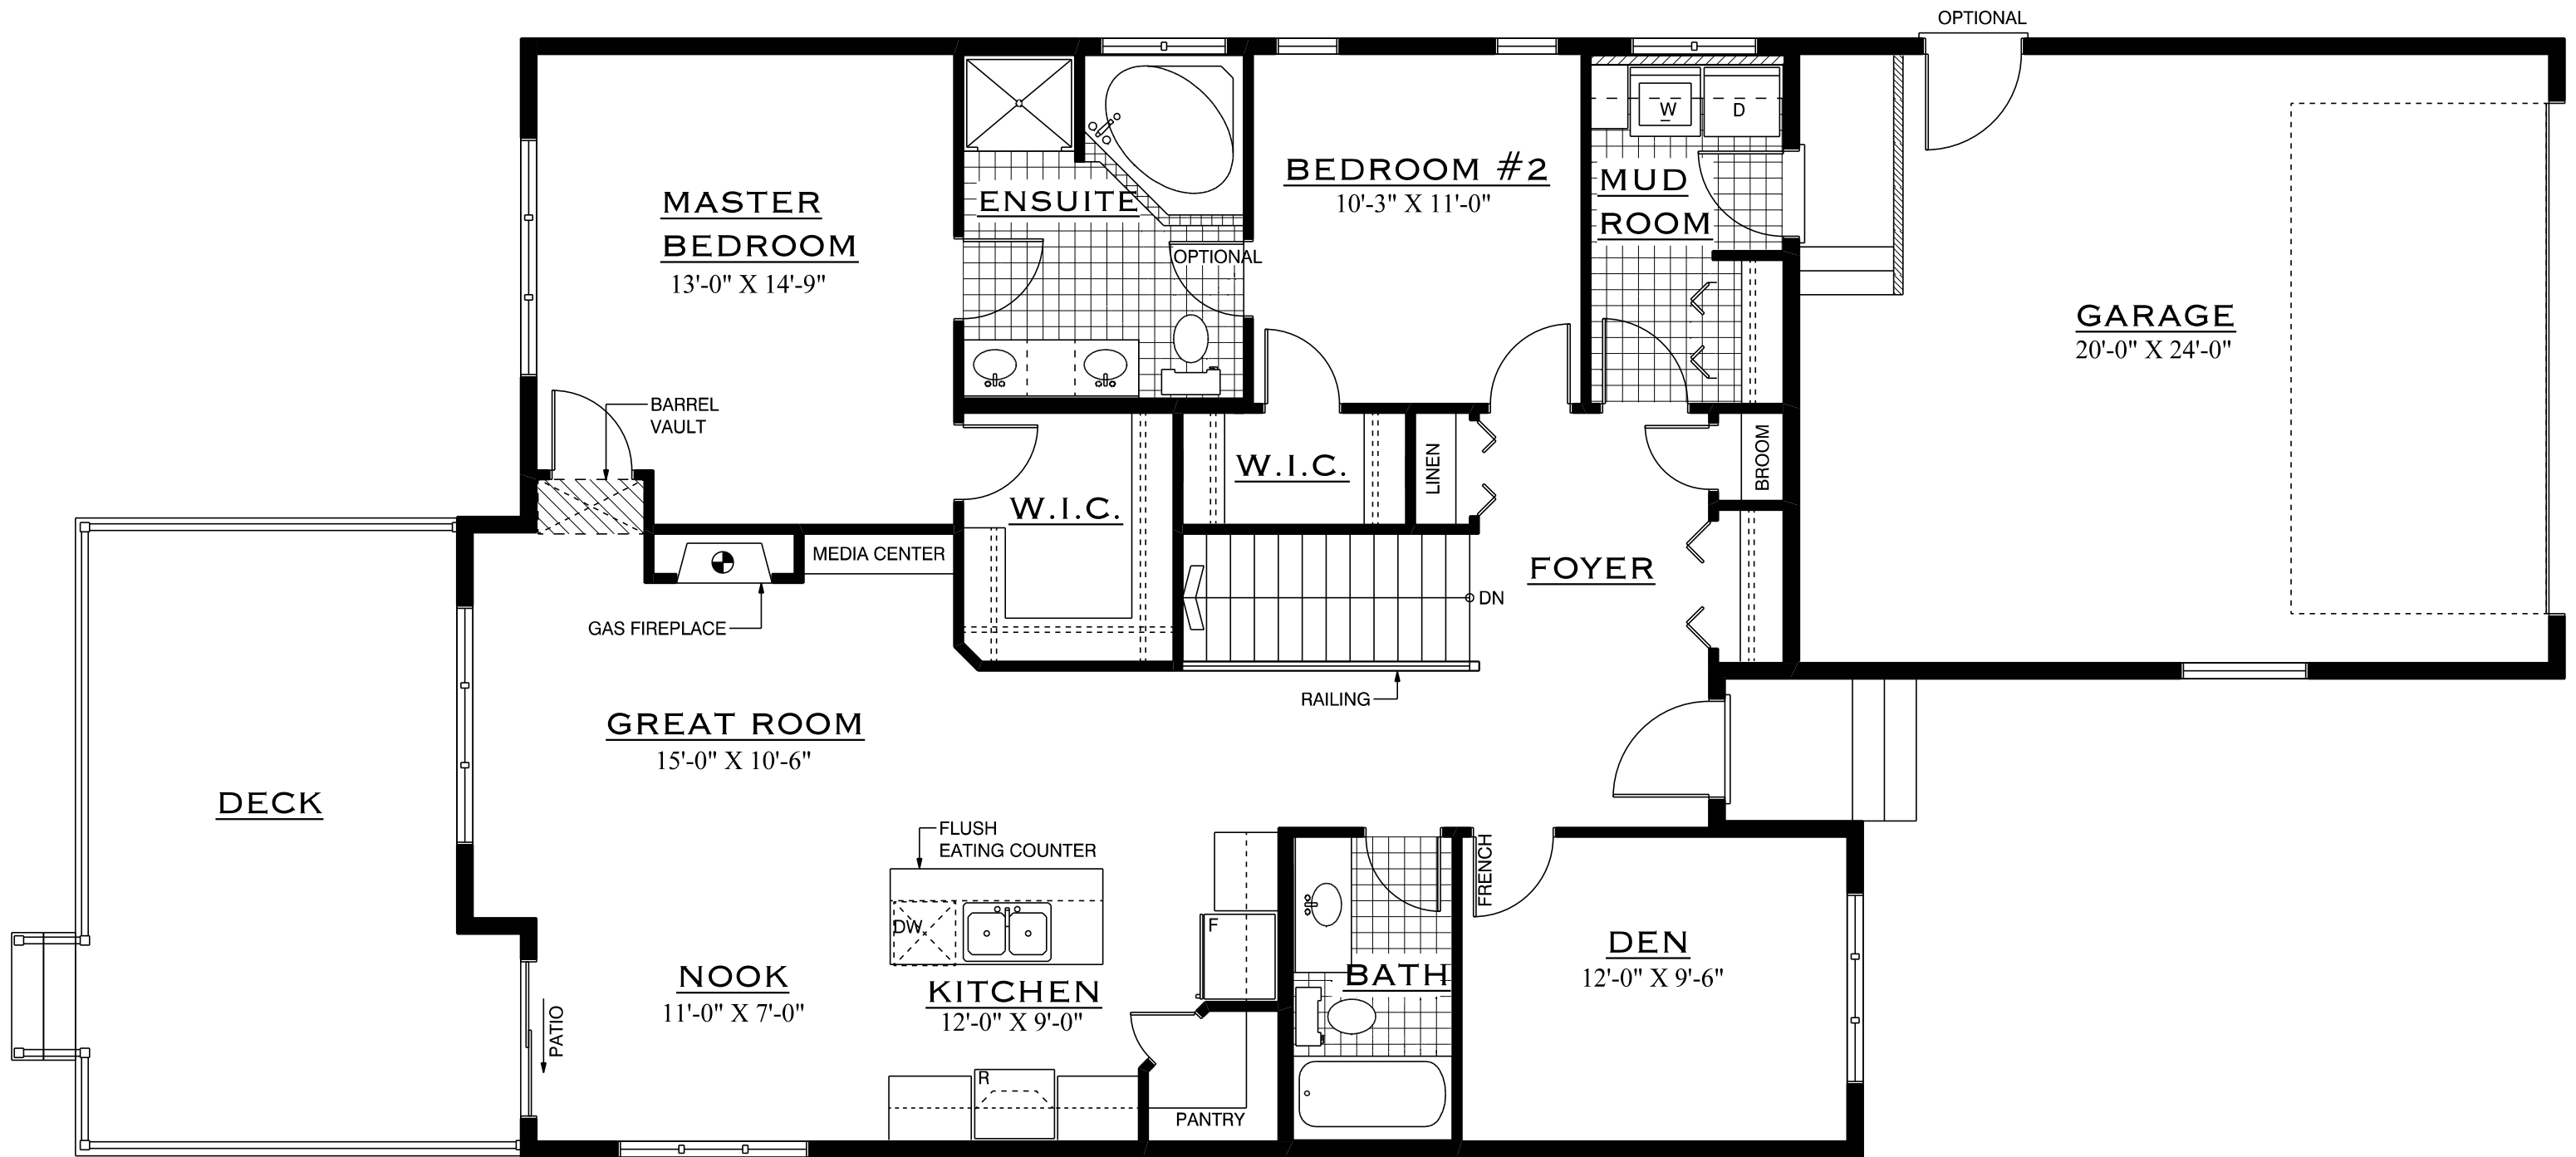 OPTIONAL
MASTER
BEDROOM
13'-0" X 14'-9"
ENSUITE
OPTIONAL
BEDROOM #2
10'-3" X 11'-0"
W
D
MUD
ROOM
GARAGE
20'-0" X 24'-0"
BARREL
VAULT
W.I.C.
W.I.C.
LINEN
BROOM
MEDIA CENTER
GAS FIREPLACE
FOYER
DN
RAILING
GREAT ROOM
15'-0" X 10'-6"
DECK
FLUSH
EATING COUNTER
DW
F
FRENCH
NOOK
11'-0" X 7'-0"
KITCHEN
12'-0" X 9'-0"
BATH
DEN
12'-0" X 9'-6"
PATIO
R
PANTRY